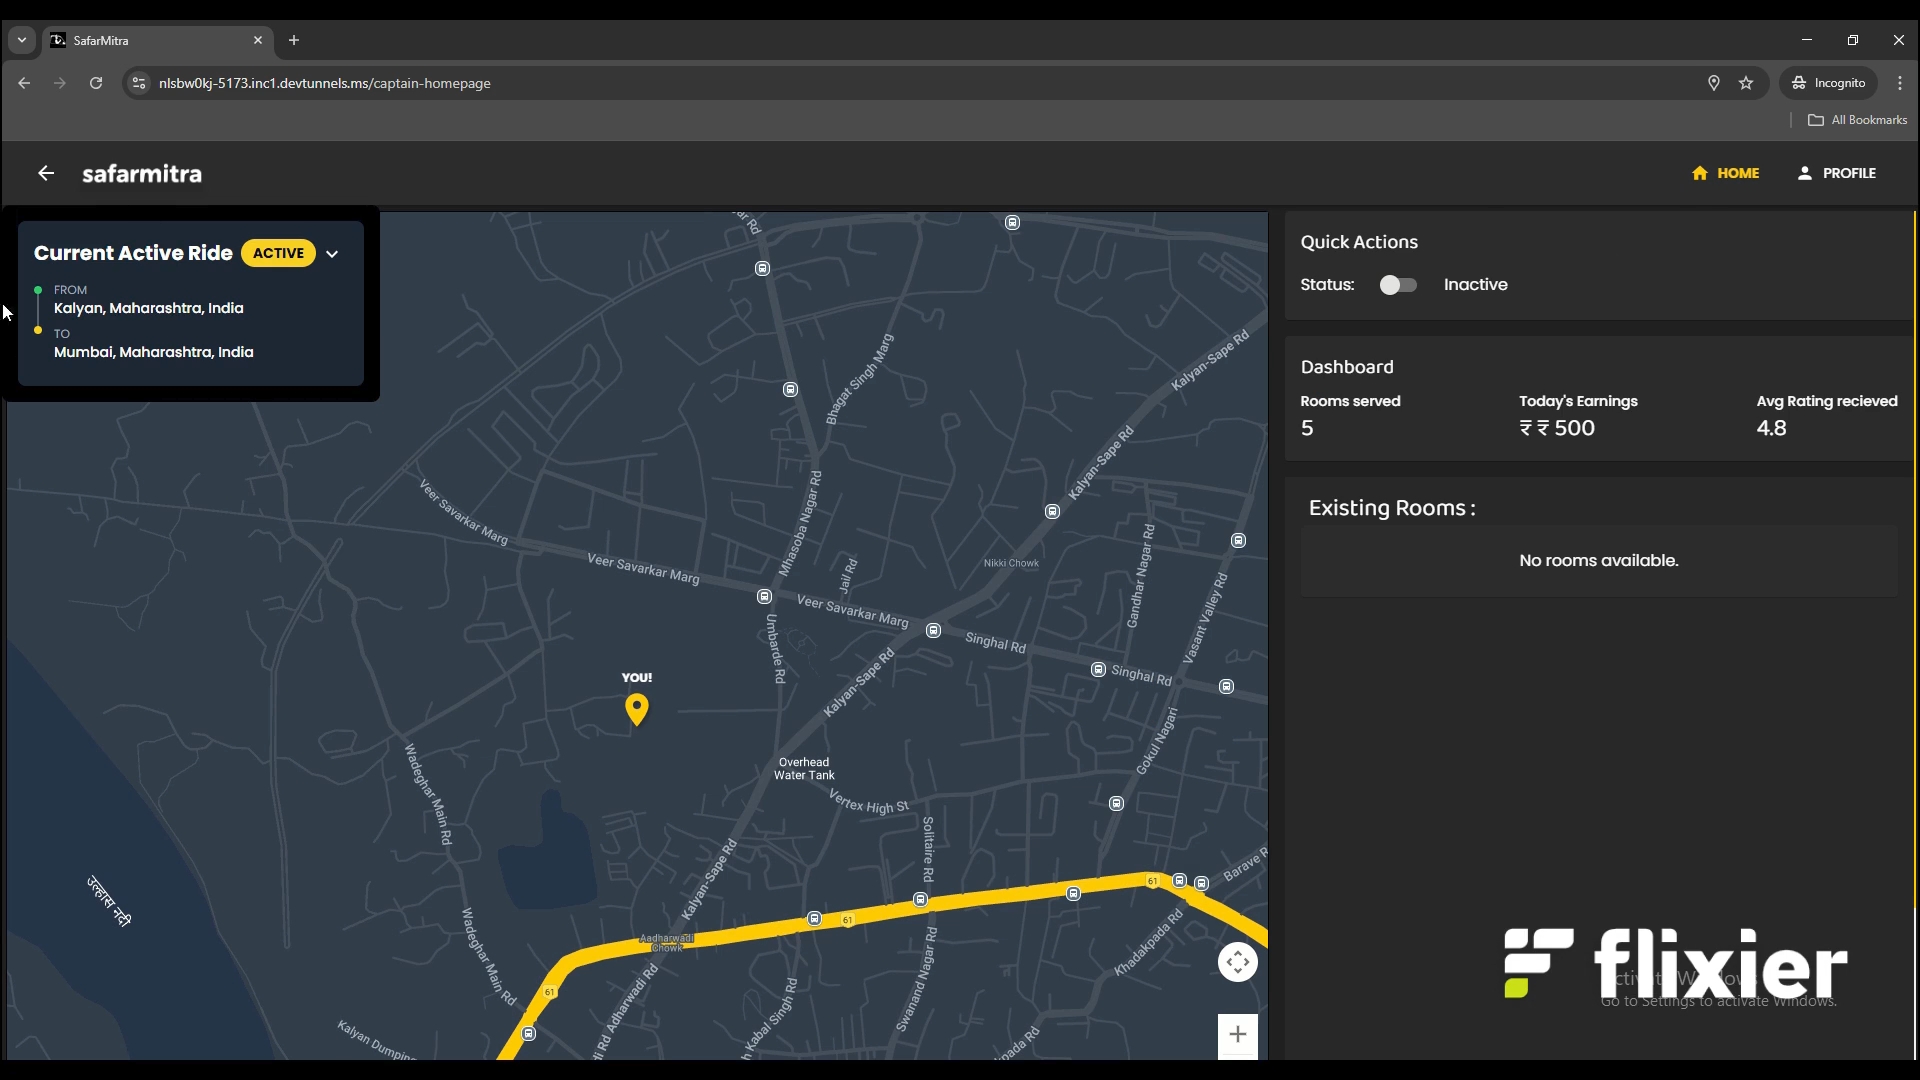 SafarMitra
nlsbw0kj-5173.inc1.devtunnels.ms/captain-homepage
Incognito
All Bookmarks
safarmitra
HOME
PROFILE
Current Active Ride ACTIVE
FROM
Kalyan, Maharashtra, India
TO
Mumbai, Maharashtra, India
Quick Actions
Status:
Inactive
Dashboard
Rooms served
5
Today's Earnings
₹ ₹ 500
Avg Rating recieved
4.8
Existing Rooms :
No rooms available.
ar Rd
Bhagat Singh Marg
Kalyan-Sape Rd
Kalyan-Sape Rd
Veer Savarkar Marg
Mhasoba Nagar Rd
Veer Savarkar Marg
Jail Rd
Nikki Chowk
Gandhar Nagar Rd
Vasant Valley Rd
Veer Savarkar Marg
Umbarde Rd
Singhal Rd
Singhal Rd
Kalyan-Sape Rd
YOU!
Gokul Nagari
Wadeghar Main Rd
Overhead
Water Tank
Vertex High St
Solitaire Rd
Kalyan-Sape Rd
Barave R
61
61
61
उल्हास नदी
Aadharwadi
Chowk
Wadeghar Main Rd
Khadakpada Rd
Swanand Nagar Rd
di Rd Adharwadi Rd
h Kabal Singh Rd
Kalyan Dumping
pada Rd
flixier
Activate Windows
Go to Settings to activate Windows.